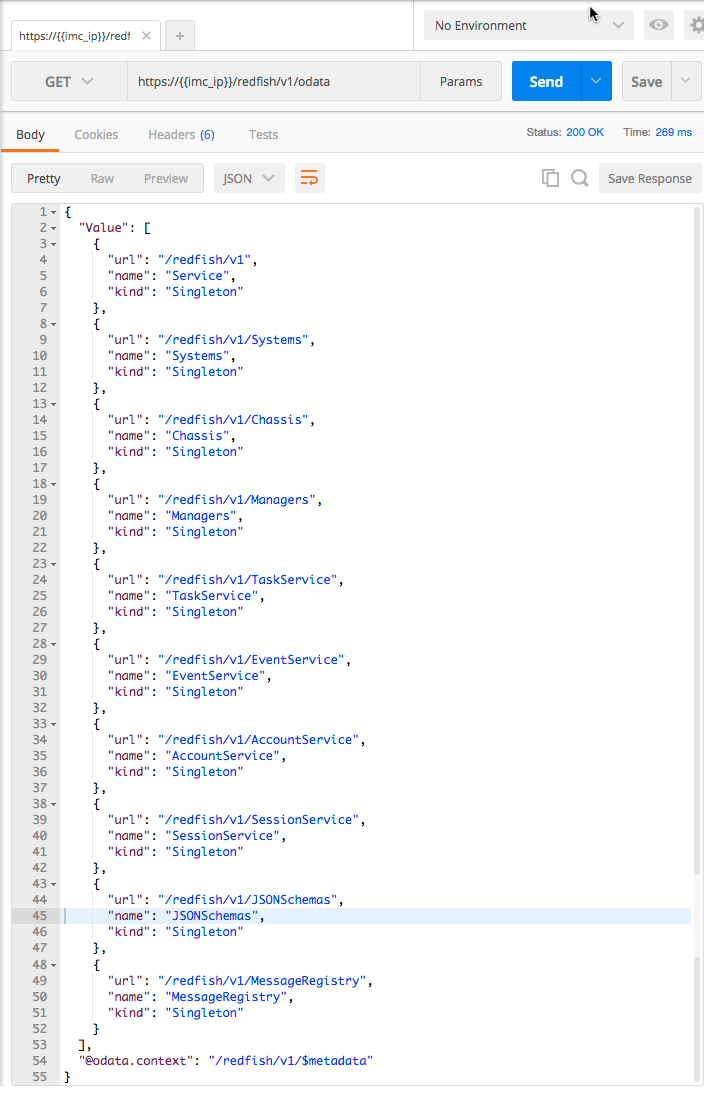 https://{{imc_ip}}/redf
No Environment
GET https://{{imc_ip}}/redfish/v1/odata Params Send Save
Body Cookies Headers (6) Tests Status: 200 OK Time: 269 ms
Pretty Raw Preview JSON Save Response
1 {
2 "Value": [
3 {
4 "url": "/redfish/v1",
5 "name": "Service",
6 "kind": "Singleton"
7 },
8 {
9 "url": "/redfish/v1/Systems",
10 "name": "Systems",
11 "kind": "Singleton"
12 },
13 {
14 "url": "/redfish/v1/Chassis",
15 "name": "Chassis",
16 "kind": "Singleton"
17 },
18 {
19 "url": "/redfish/v1/Managers",
20 "name": "Managers",
21 "kind": "Singleton"
22 },
23 {
24 "url": "/redfish/v1/TaskService",
25 "name": "TaskService",
26 "kind": "Singleton"
27 },
28 {
29 "url": "/redfish/v1/EventService",
30 "name": "EventService",
31 "kind": "Singleton"
32 },
33 {
34 "url": "/redfish/v1/AccountService",
35 "name": "AccountService",
36 "kind": "Singleton"
37 },
38 {
39 "url": "/redfish/v1/SessionService",
40 "name": "SessionService",
41 "kind": "Singleton"
42 },
43 {
44 "url": "/redfish/v1/JSONSchemas",
45 "name": "JSONSchemas",
46 "kind": "Singleton"
47 },
48 {
49 "url": "/redfish/v1/MessageRegistry",
50 "name": "MessageRegistry",
51 "kind": "Singleton"
52 }
53 ],
54 "@odata.context": "/redfish/v1/$metadata"
55 }